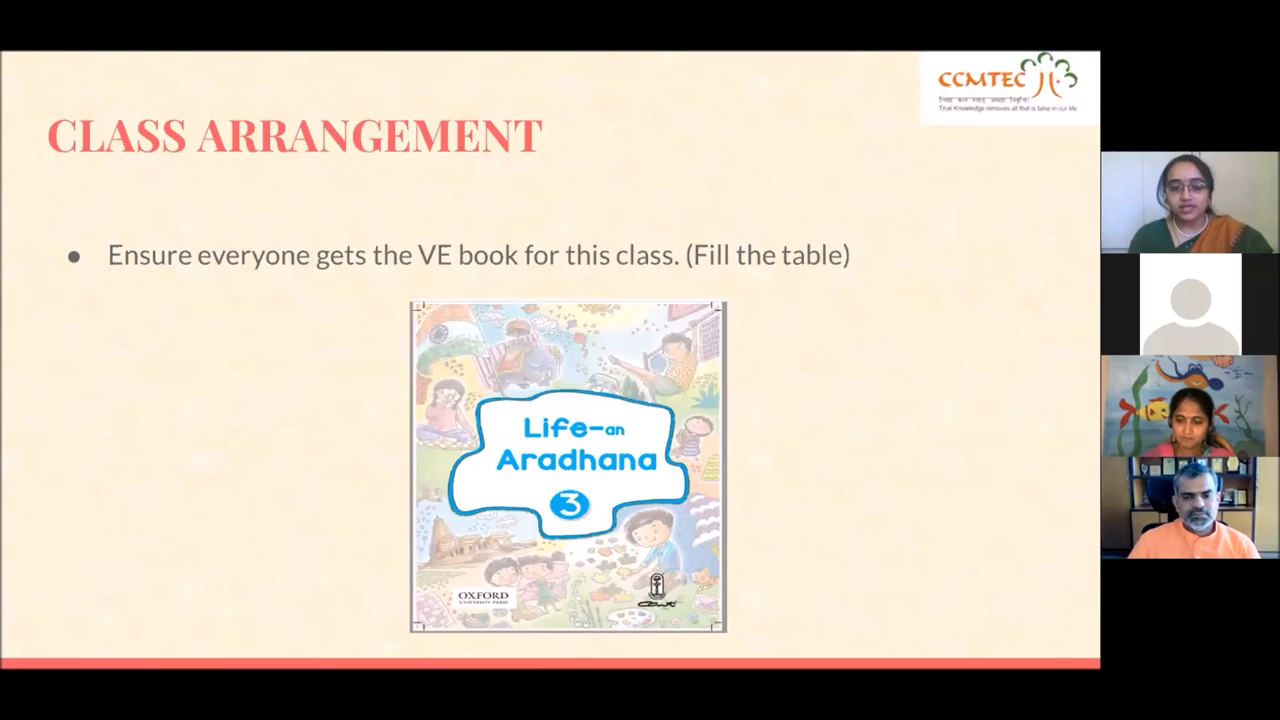 CCMTEC
True Knowledge removes all that is false in our life
CLASS ARRANGEMENT
● Ensure everyone gets the VE book for this class. (Fill the table)
Life-an
Aradhana
3
OXFORD
UNIVERSITY PRESS